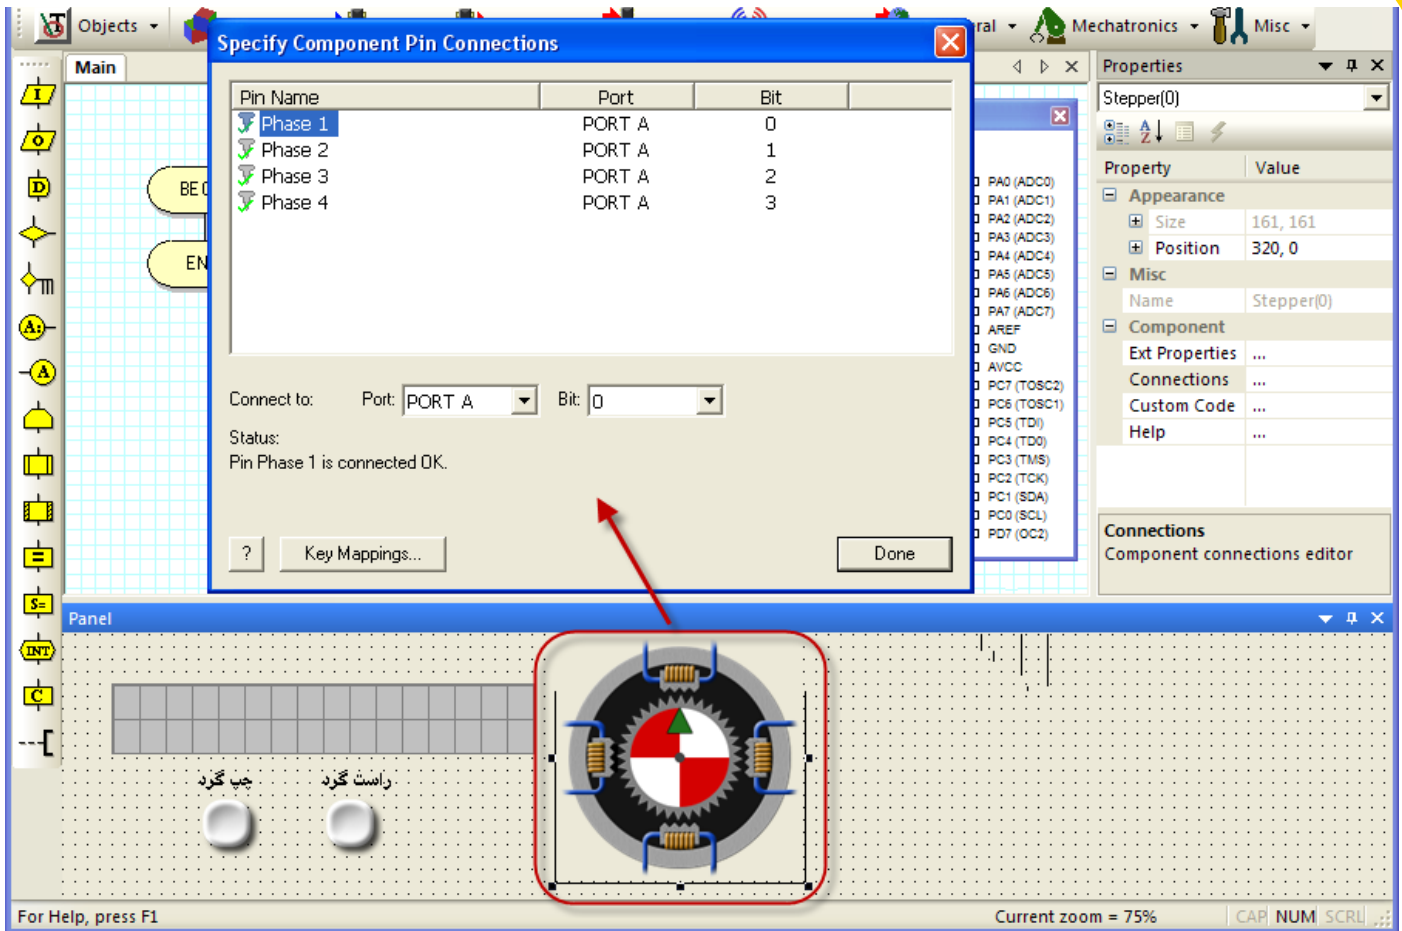 Objects
ral
Mechatronics
Misc
Main
Specify Component Pin Connections
Pin Name Port Bit
Phase 1 PORT A 0
Phase 2 PORT A 1
Phase 3 PORT A 2
Phase 4 PORT A 3
Connect to: Port: PORT A Bit: 0
Status:
Pin Phase 1 is connected OK.
? Key Mappings... Done
BEG
EN
PA0 (ADC0)
PA1 (ADC1)
PA2 (ADC2)
PA3 (ADC3)
PA4 (ADC4)
PA5 (ADC5)
PA6 (ADC6)
PA7 (ADC7)
AREF
GND
AVCC
PC7 (TOSC2)
PC6 (TOSC1)
PC5 (TDI)
PC4 (TD0)
PC3 (TMS)
PC2 (TCK)
PC1 (SDA)
PC0 (SCL)
PD7 (OC2)
Properties
Stepper(0)
Property Value
Appearance
Size 161, 161
Position 320, 0
Misc
Name Stepper(0)
Component
Ext Properties ...
Connections ...
Custom Code ...
Help ...
Connections
Component connections editor
I
O
D
A:
A
=
S=
INT
C
Panel
چپ گرد راست گرد
For Help, press F1
Current zoom = 75% CAP NUM SCRL